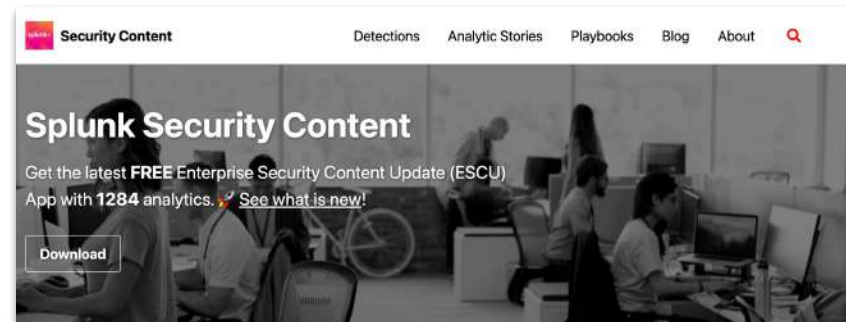 splunk>
Security Content
Detections
Analytic Stories
Playbooks
Blog
About
Splunk Security Content
Get the latest FREE Enterprise Security Content Update (ESCU)
App with 1284 analytics.🚀 See what is new!
Download